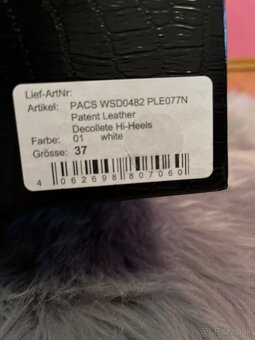 Lief-ArtNr:
Artikel: PACS WSD0482 PLE077N
Patent Leather
Decollete Hi-Heels
Farbe: 01 white
Grösse: 37
4 062698 807060